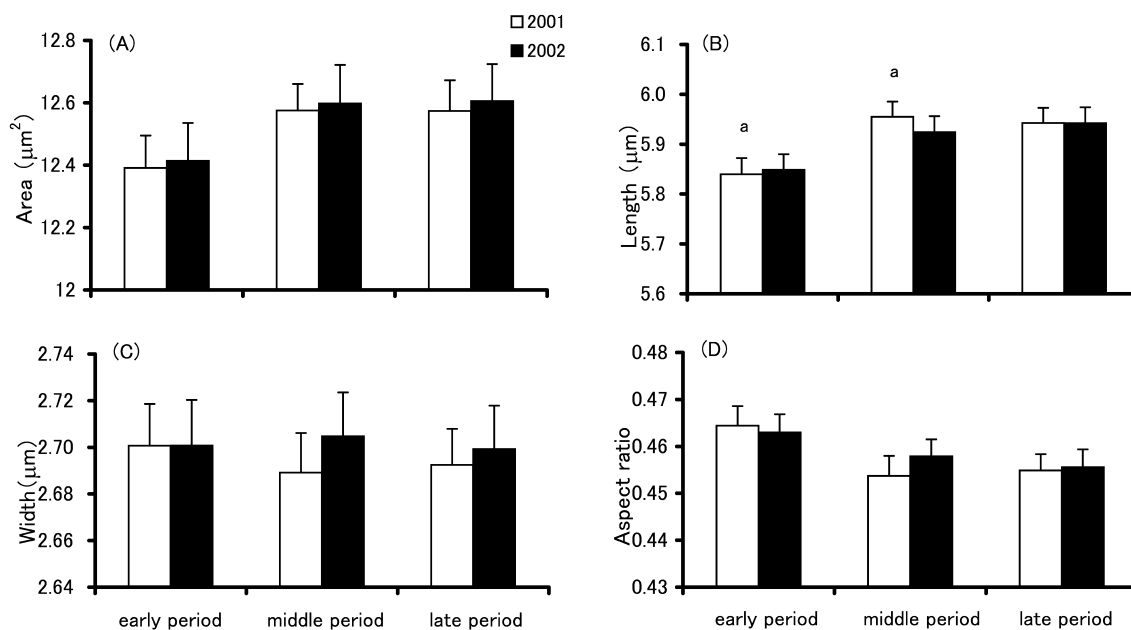 (A)
2001
2002
12.8
12.6
12.4
12.2
12
Area (μm²)
(B)
6.1
6.0
5.9
5.8
5.7
5.6
Length (μm)
a
a
(C)
2.74
2.72
2.70
2.68
2.66
2.64
Width(μm)
early period middle period late period
(D)
0.48
0.47
0.46
0.45
0.44
0.43
Aspect ratio
early period middle period late period